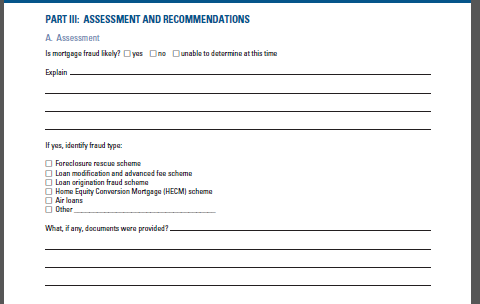 PART III: ASSESSMENT AND RECOMMENDATIONS
A. Assessment
Is mortgage fraud likely? ☐ yes ☐ no ☐ unable to determine at this time
Explain
If yes, identify fraud type:
☐ Foreclosure rescue scheme
☐ Loan modification and advanced fee scheme
☐ Loan origination fraud scheme
☐ Home Equity Conversion Mortgage (HECM) scheme
☐ Air loans
☐ Other
What, if any, documents were provided?